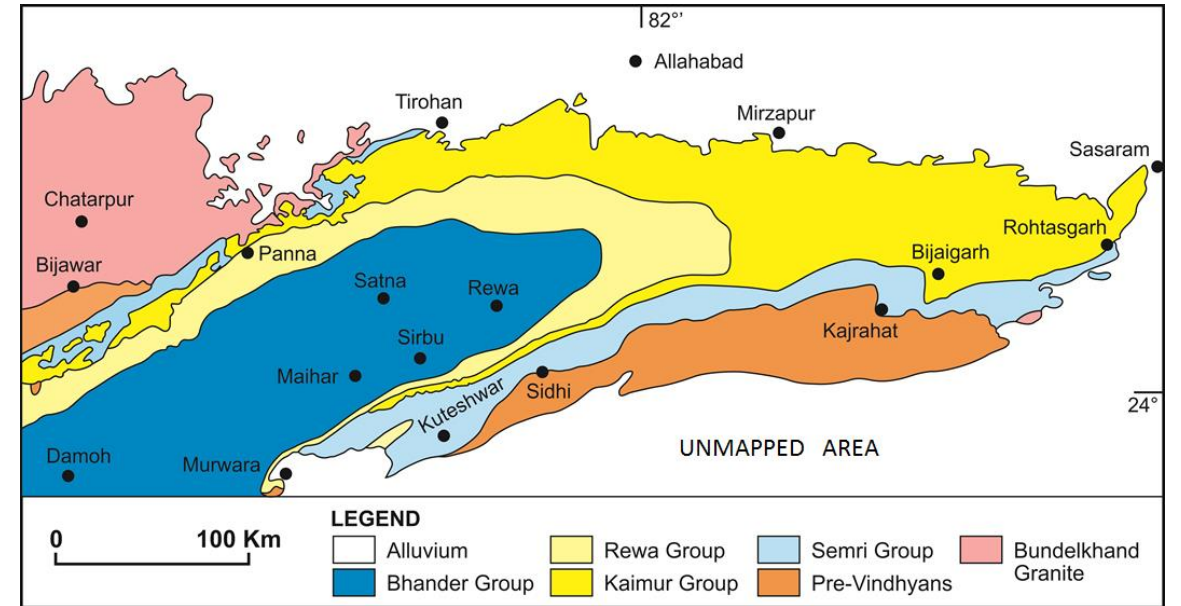 82°’
Allahabad
Tirohan
Mirzapur
Sasaram
Chatarpur
Rohtasgarh
Panna
Bijaigarh
Bijawar
Satna
Rewa
Kajrahat
Sirbu
Maihar
Sidhi
Kuteshwar
24°
UNMAPPED AREA
Damoh
Murwara
LEGEND
0 100 Km
Alluvium
Rewa Group
Semri Group
Bundelkhand
Granite
Bhander Group
Kaimur Group
Pre-Vindhyans